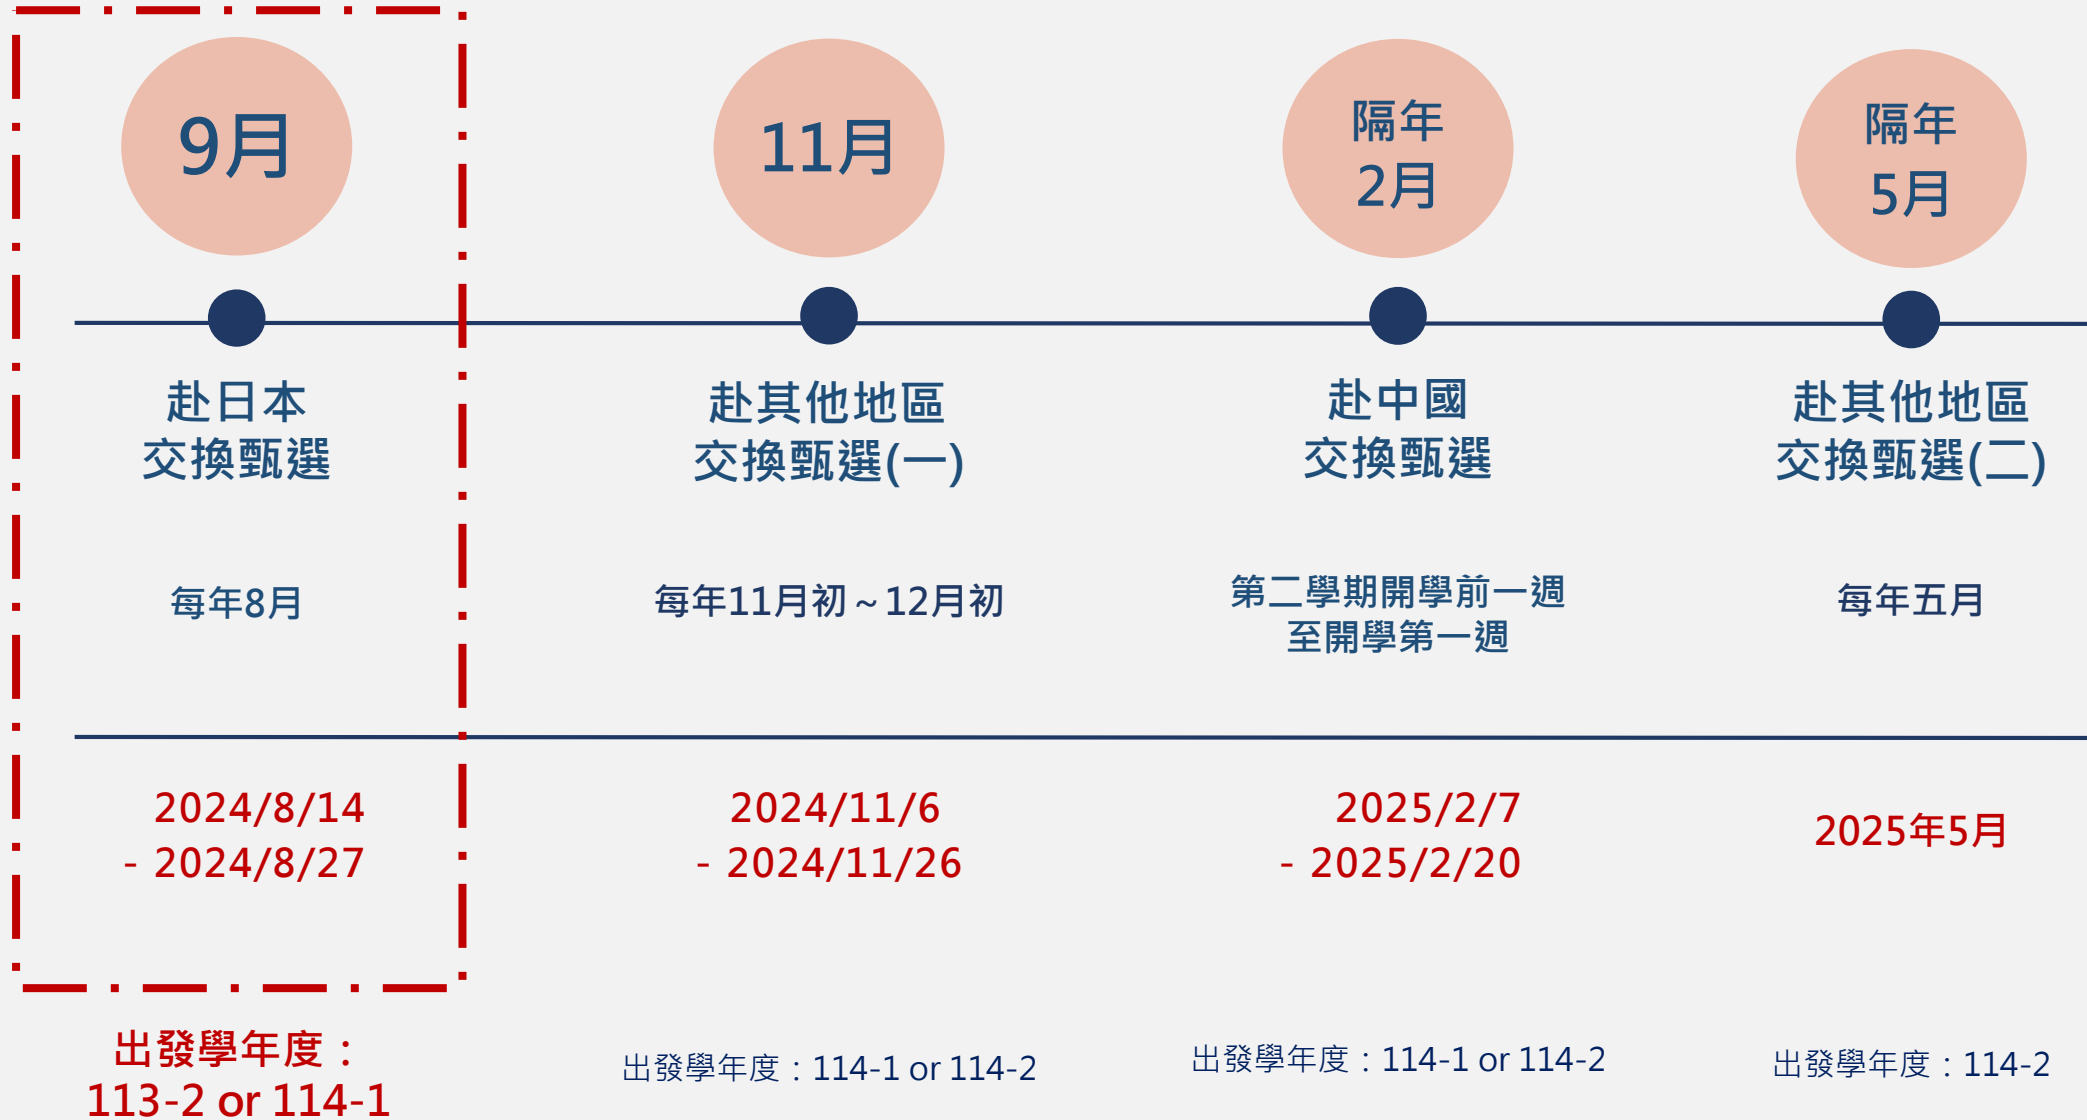 9月
11月
隔年
2月
隔年
5月
赴日本
交換甄選
赴其他地區
交換甄選(一)
赴中國
交換甄選
赴其他地區
交換甄選(二)
每年8月
每年11月初~12月初
第二學期開學前一週
至開學第一週
每年五月
2024/8/14
- 2024/8/27
2024/11/6
- 2024/11/26
2025/2/7
- 2025/2/20
2025年5月
出發學年度：
113-2 or 114-1
出發學年度：114-1 or 114-2
出發學年度：114-1 or 114-2
出發學年度：114-2